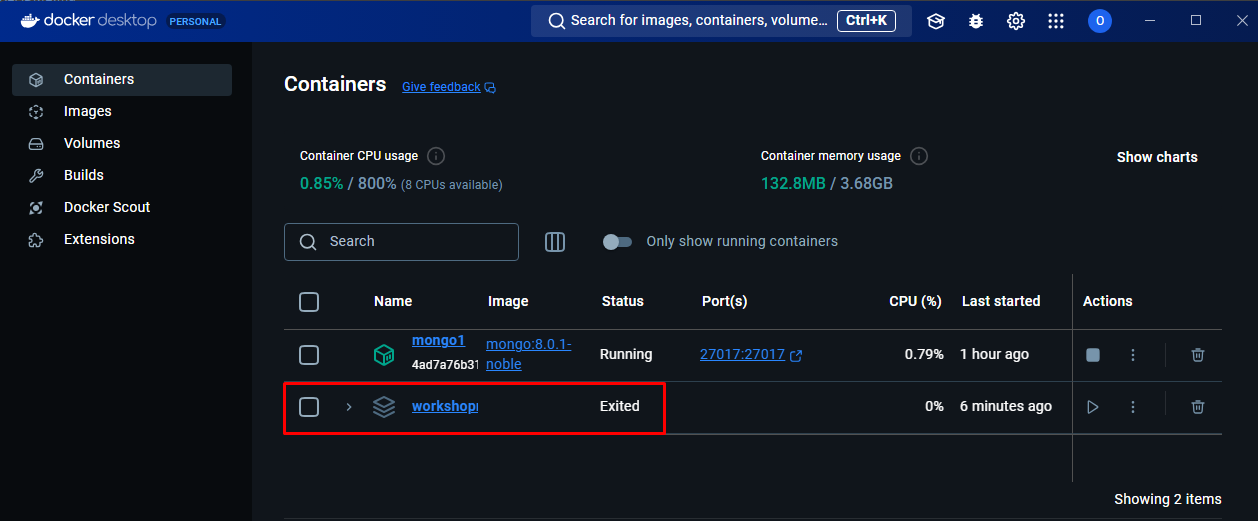 docker desktop PERSONAL Search for images, containers, volume... Ctrl+K O
Containers
Images
Volumes
Builds
Docker Scout
Extensions
Containers Give feedback
Container CPU usage
0.85% / 800% (8 CPUs available)
Container memory usage
132.8MB / 3.68GB
Show charts
Search Only show running containers
Name Image Status Port(s) CPU (%) Last started Actions
mongo1 mongo:8.0.1-
4ad7a76b31 noble Running 27017:27017 0.79% 1 hour ago
Exited 0% 6 minutes ago
Showing 2 items